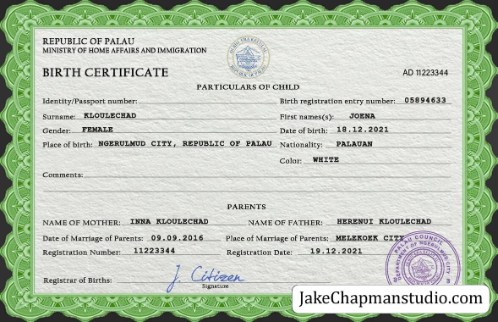 REPUBLIC OF PALAU
MINISTRY OF HOME AFFAIRS AND IMMIGRATION
BIRTH CERTIFICATE AD 11223344
PARTICULARS OF CHILD
Identity/Passport number: Birth registration entry number: 05894633
Surname: KLOULECHAD First names(s): JOENA
Gender: FEMALE Date of birth: 18.12.2021
Place of birth: NGERULMUD CITY, REPUBLIC OF PALAU Nationality: PALAUAN
Color: WHITE
Comments:
PARENTS
NAME OF MOTHER: INNA KLOULECHAD NAME OF FATHER: HERENUI KLOULECHAD
Date of Marriage of Parents: 09.09.2016 Place of Marriage of Parents: MELEKOEK CITY
Registration Number: 11223344 Registration Date: 19.12.2021
Registrar of Births: J. Citizen
Signature
JakeChapmanstudio.com